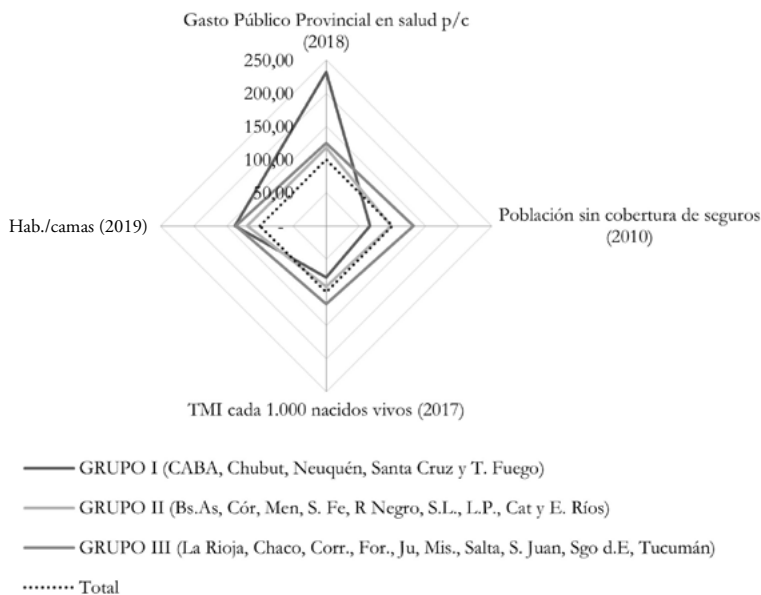 Gasto Público Provincial en salud p/c
(2018)
250,00
200,00
150,00
100,00
50,00
-
Hab./camas (2019)
Población sin cobertura de seguros
(2010)
TMI cada 1.000 nacidos vivos (2017)
GRUPO I (CABA, Chubut, Neuquén, Santa Cruz y T. Fuego)
GRUPO II (Bs.As, Cór, Men, S. Fe, R Negro, S.L., L.P., Cat y E. Ríos)
GRUPO III (La Rioja, Chaco, Corr., For., Ju, Mis., Salta, S. Juan, Sgo d.E, Tucumán)
Total